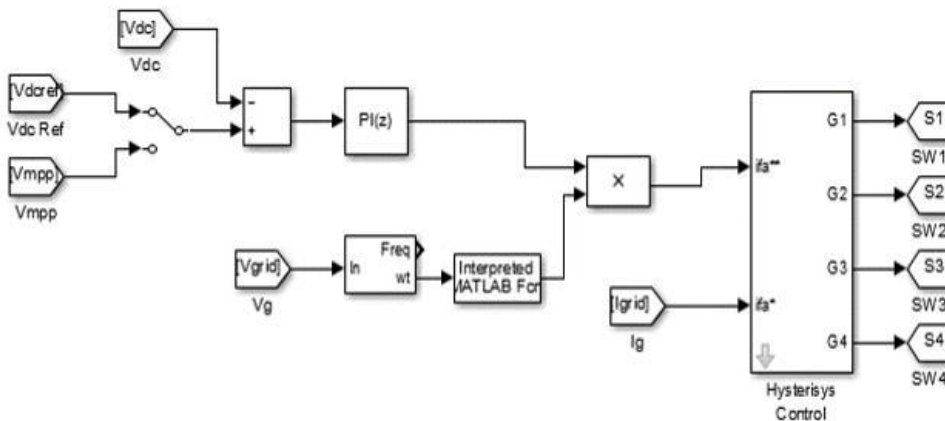 [Vdc]
Vdc
[Vdcref]
Vdc Ref
[Vmpp]
Vmpp
-
+
PI(z)
X
[Vgrid]
Vg
In
Freq
wt
Interpreted
MATLAB Fcn
[Igrid]
Ig
ifa**
ifa*
G1
G2
G3
G4
Hysterisys
Control
S1
SW1
S2
SW2
S3
SW3
S4
SW4